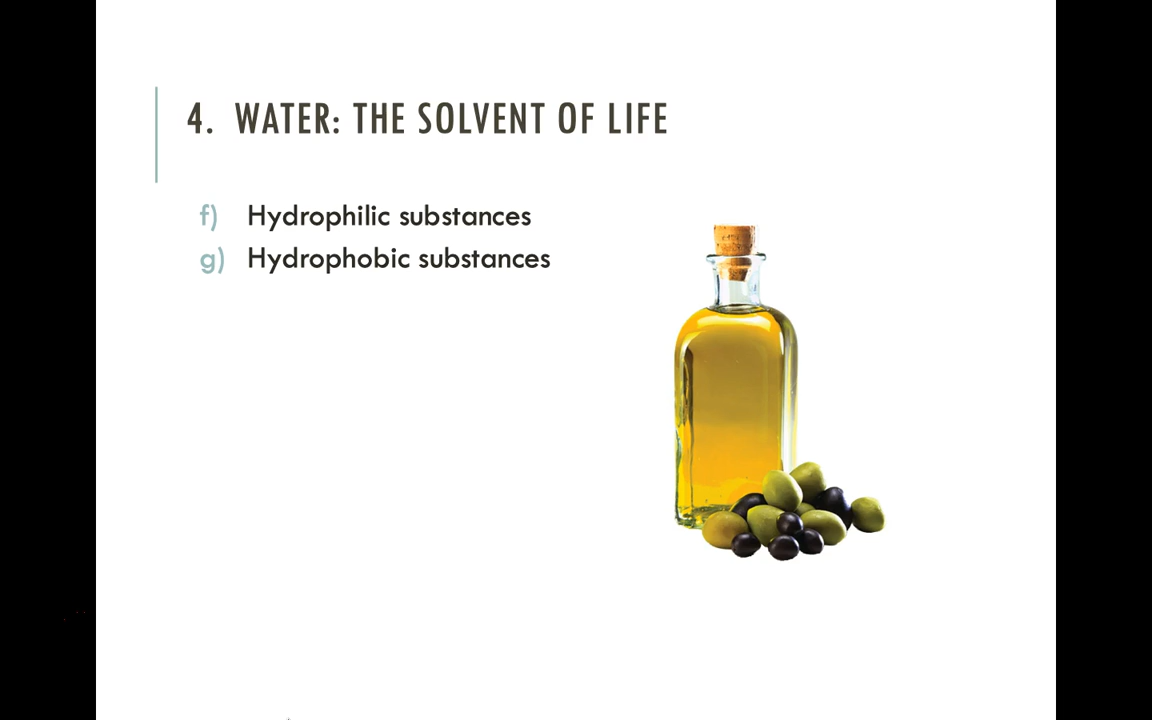 4. WATER: THE SOLVENT OF LIFE
f) Hydrophilic substances
g) Hydrophobic substances